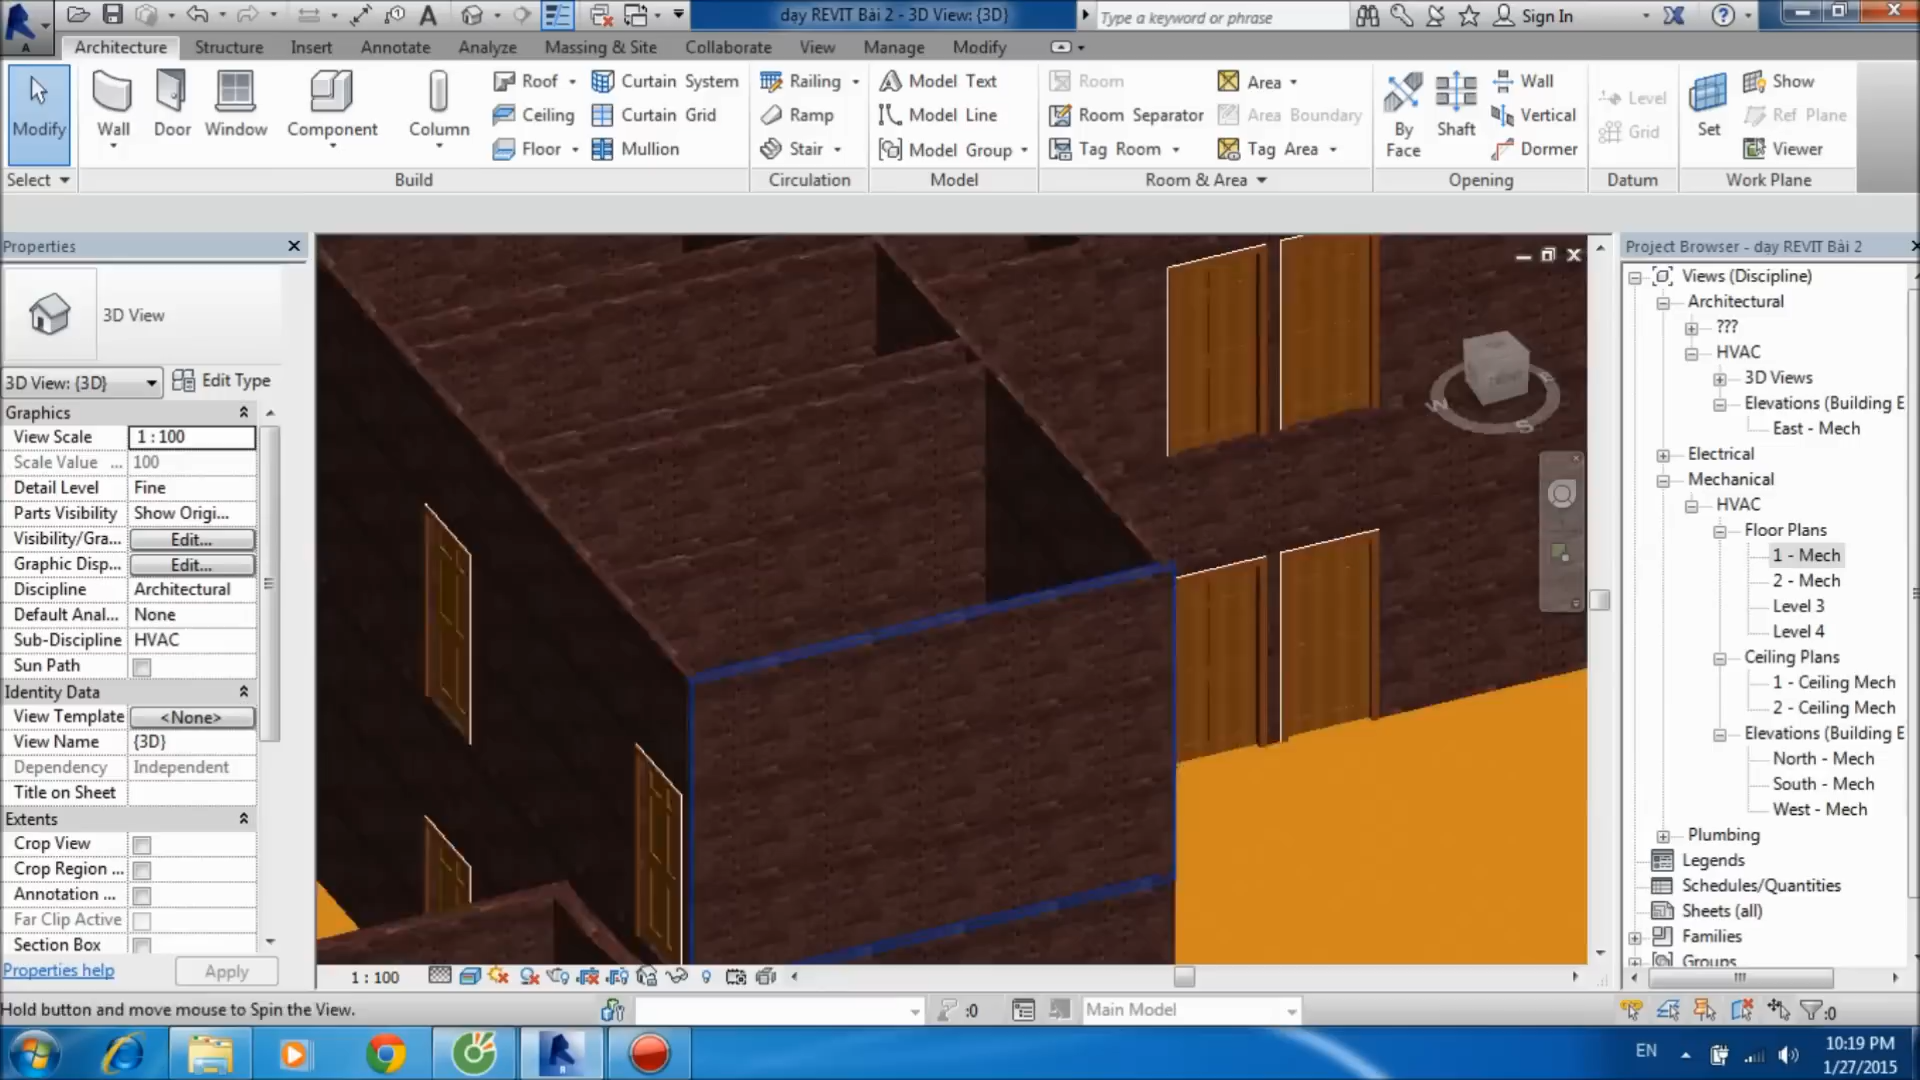 dạy REVIT Bài 2 - 3D View: {3D}
Type a keyword or phrase
Sign In
Architecture Structure Insert Annotate Analyze Massing & Site Collaborate View Manage Modify
Modify
Wall
Door
Window
Component
Column
Roof
Ceiling
Floor
Curtain System
Curtain Grid
Mullion
Railing
Ramp
Stair
Model Text
Model Line
Model Group
Room
Room Separator
Tag Room
Area
Area Boundary
Tag Area
By Face
Shaft
Wall
Vertical
Dormer
Level
Grid
Set
Show
Ref Plane
Viewer
Select Build Circulation Model Room & Area Opening Datum Work Plane
Properties
3D View
3D View: {3D} Edit Type
Graphics
View Scale 1 : 100
Scale Value ... 100
Detail Level Fine
Parts Visibility Show Origi...
Visibility/Gra... Edit...
Graphic Disp... Edit...
Discipline Architectural
Default Anal... None
Sub-Discipline HVAC
Sun Path
Identity Data
View Template <None>
View Name {3D}
Dependency Independent
Title on Sheet
Extents
Crop View
Crop Region ...
Annotation ...
Far Clip Active
Section Box
Properties help Apply
W
S
1 : 100
Project Browser - dạy REVIT Bài 2
Views (Discipline)
Architectural
???
HVAC
3D Views
Elevations (Building E
East - Mech
Electrical
Mechanical
HVAC
Floor Plans
1 - Mech
2 - Mech
Level 3
Level 4
Ceiling Plans
1 - Ceiling Mech
2 - Ceiling Mech
Elevations (Building E
North - Mech
South - Mech
West - Mech
Plumbing
Legends
Schedules/Quantities
Sheets (all)
Families
Groups
Hold button and move mouse to Spin the View.
:0
Main Model
:0
EN
10:19 PM
1/27/2015